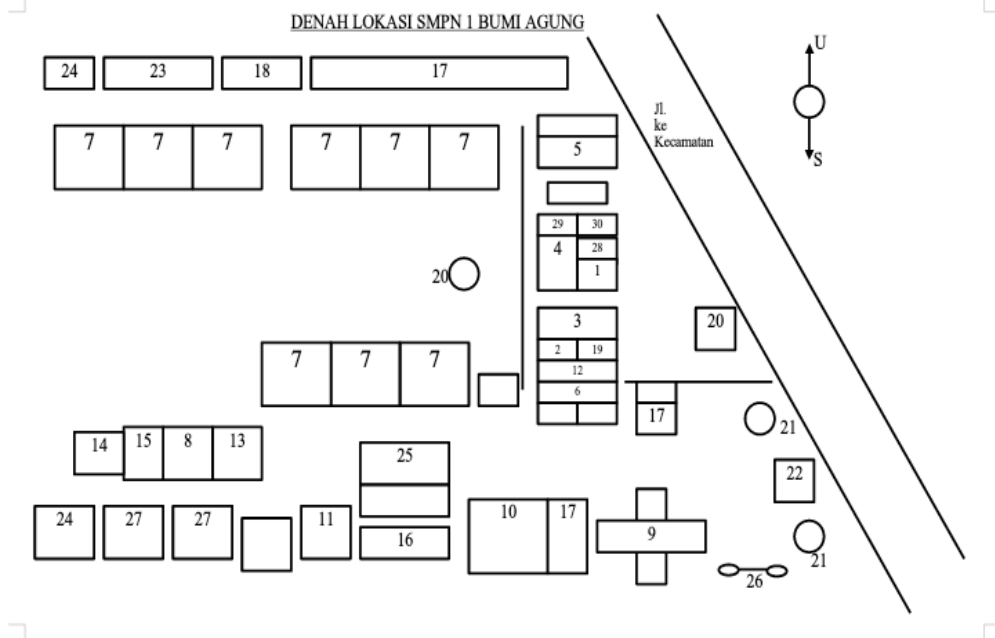 DENAH LOKASI SMPN 1 BUMI AGUNG
U
24 23 18 17
Jl.
ke
Kecamatan
7 7 7 7 7 7
5
S
29 30
4 28
1
20
3 20
2 19
7 7 7
12
6
17
21
14 15 8 13
25
22
24 27 27 11
10 17
16
9
21
26